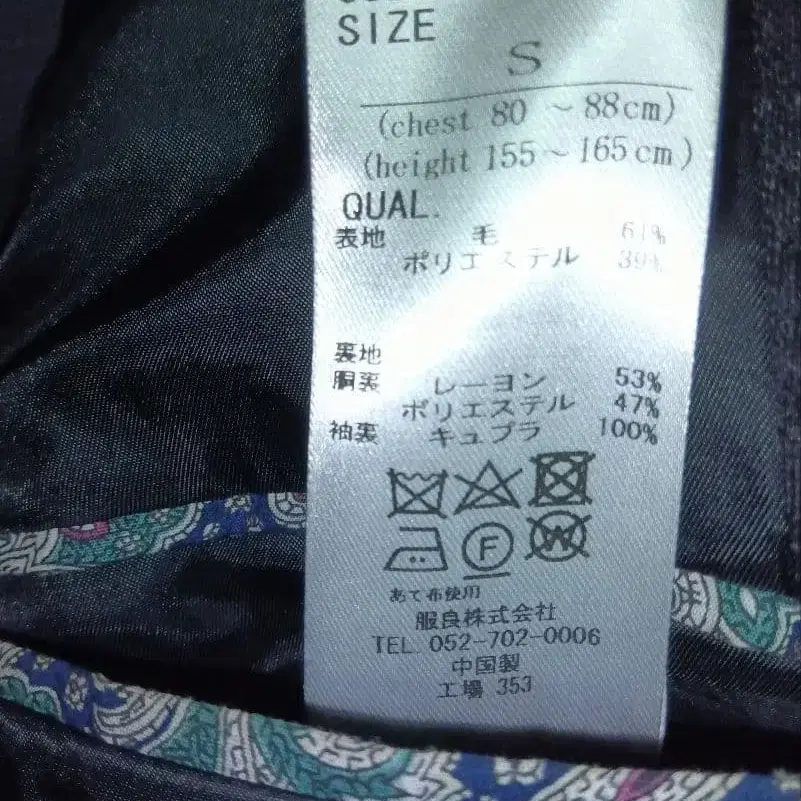 SIZE
S
(chest 80 ~ 88cm)
(height 155 ~ 165cm)
QUAL.
表地 毛 61%
ポリエステル 39%
裏地
胴裏 レーヨン 53%
ポリエステル 47%
袖裏 キュプラ 100%
F W
あて布使用
服良株式会社
TEL 052-702-0006
中国製
工場 353